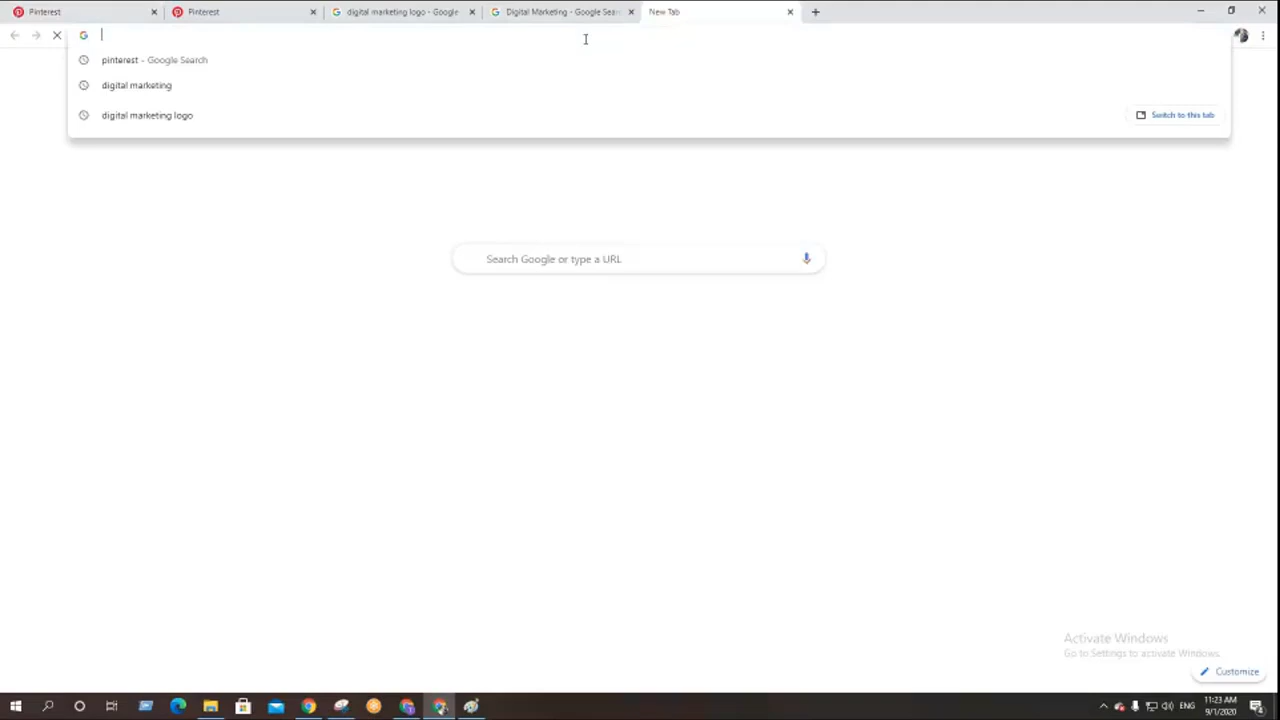 Pinterest
Pinterest
digital marketing logo - Google
Digital Marketing - Google Sear
New Tab
pinterest - Google Search
digital marketing
digital marketing logo
Switch to this tab
Search Google or type a URL
Activate Windows
Go to Settings to activate Windows.
Customize
ENG
11:23 AM
9/1/2020